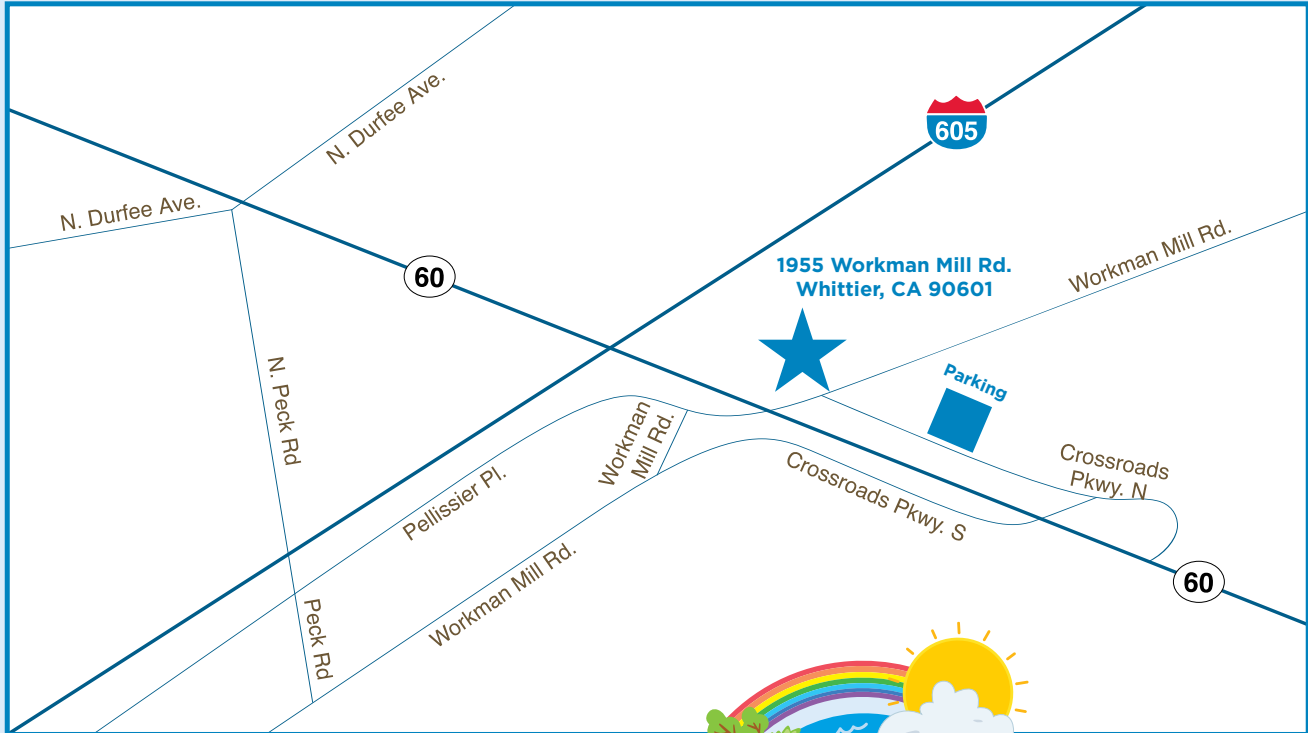 N. Durfee Ave.
605
N. Durfee Ave.
60
1955 Workman Mill Rd.
Whittier, CA 90601
Workman Mill Rd.
N. Peck Rd
Parking
Workman
Mill Rd.
Crossroads
Pkwy. N
Crossroads Pkwy. S
Pellissier Pl.
60
Workman Mill Rd.
Peck Rd